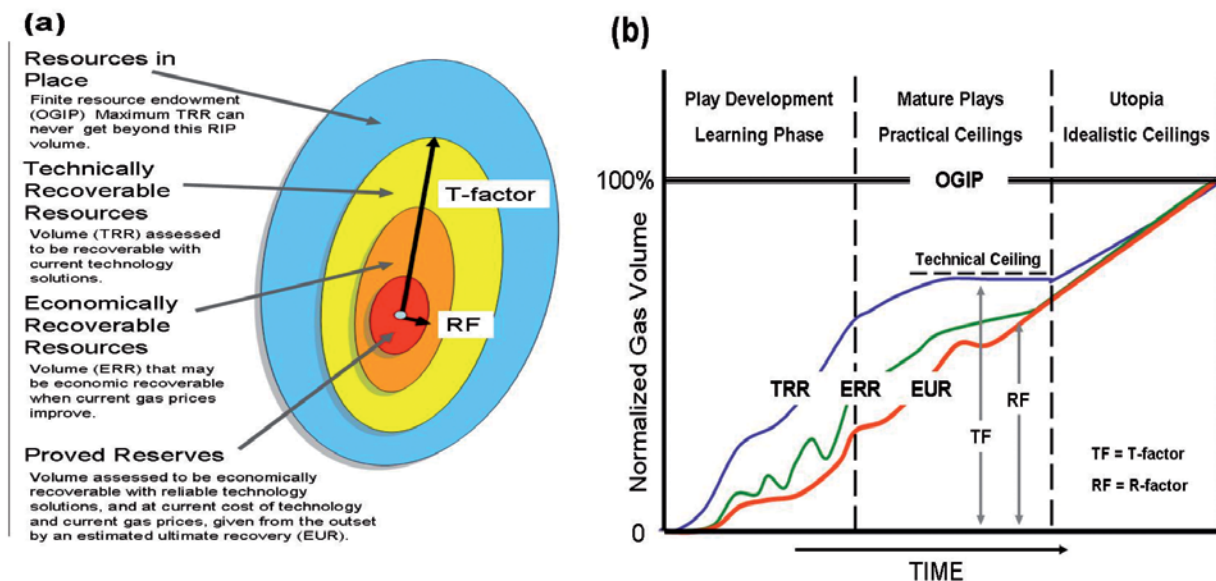 (a)
Resources in
Place
Finite resource endowment
(OGIP) Maximum TRR can
never get beyond this RIP
volume.
Technically
Recoverable
Resources
Volume (TRR) assessed
to be recoverable with
current technology
solutions.
Economically
Recoverable
Resources
Volume (ERR) that may
be economic recoverable
when current gas prices
improve.
Proved Reserves
Volume assessed to be economically
recoverable with reliable technology
solutions, and at current cost of technology
and current gas prices, given from the outset
by an estimated ultimate recovery (EUR).
T-factor
RF
(b)
Play Development
Learning Phase
Mature Plays
Practical Ceilings
Utopia
Idealistic Ceilings
100%
OGIP
Technical Ceiling
Normalized Gas Volume
TRR
ERR
EUR
TF
RF
TF = T-factor
RF = R-factor
0
TIME